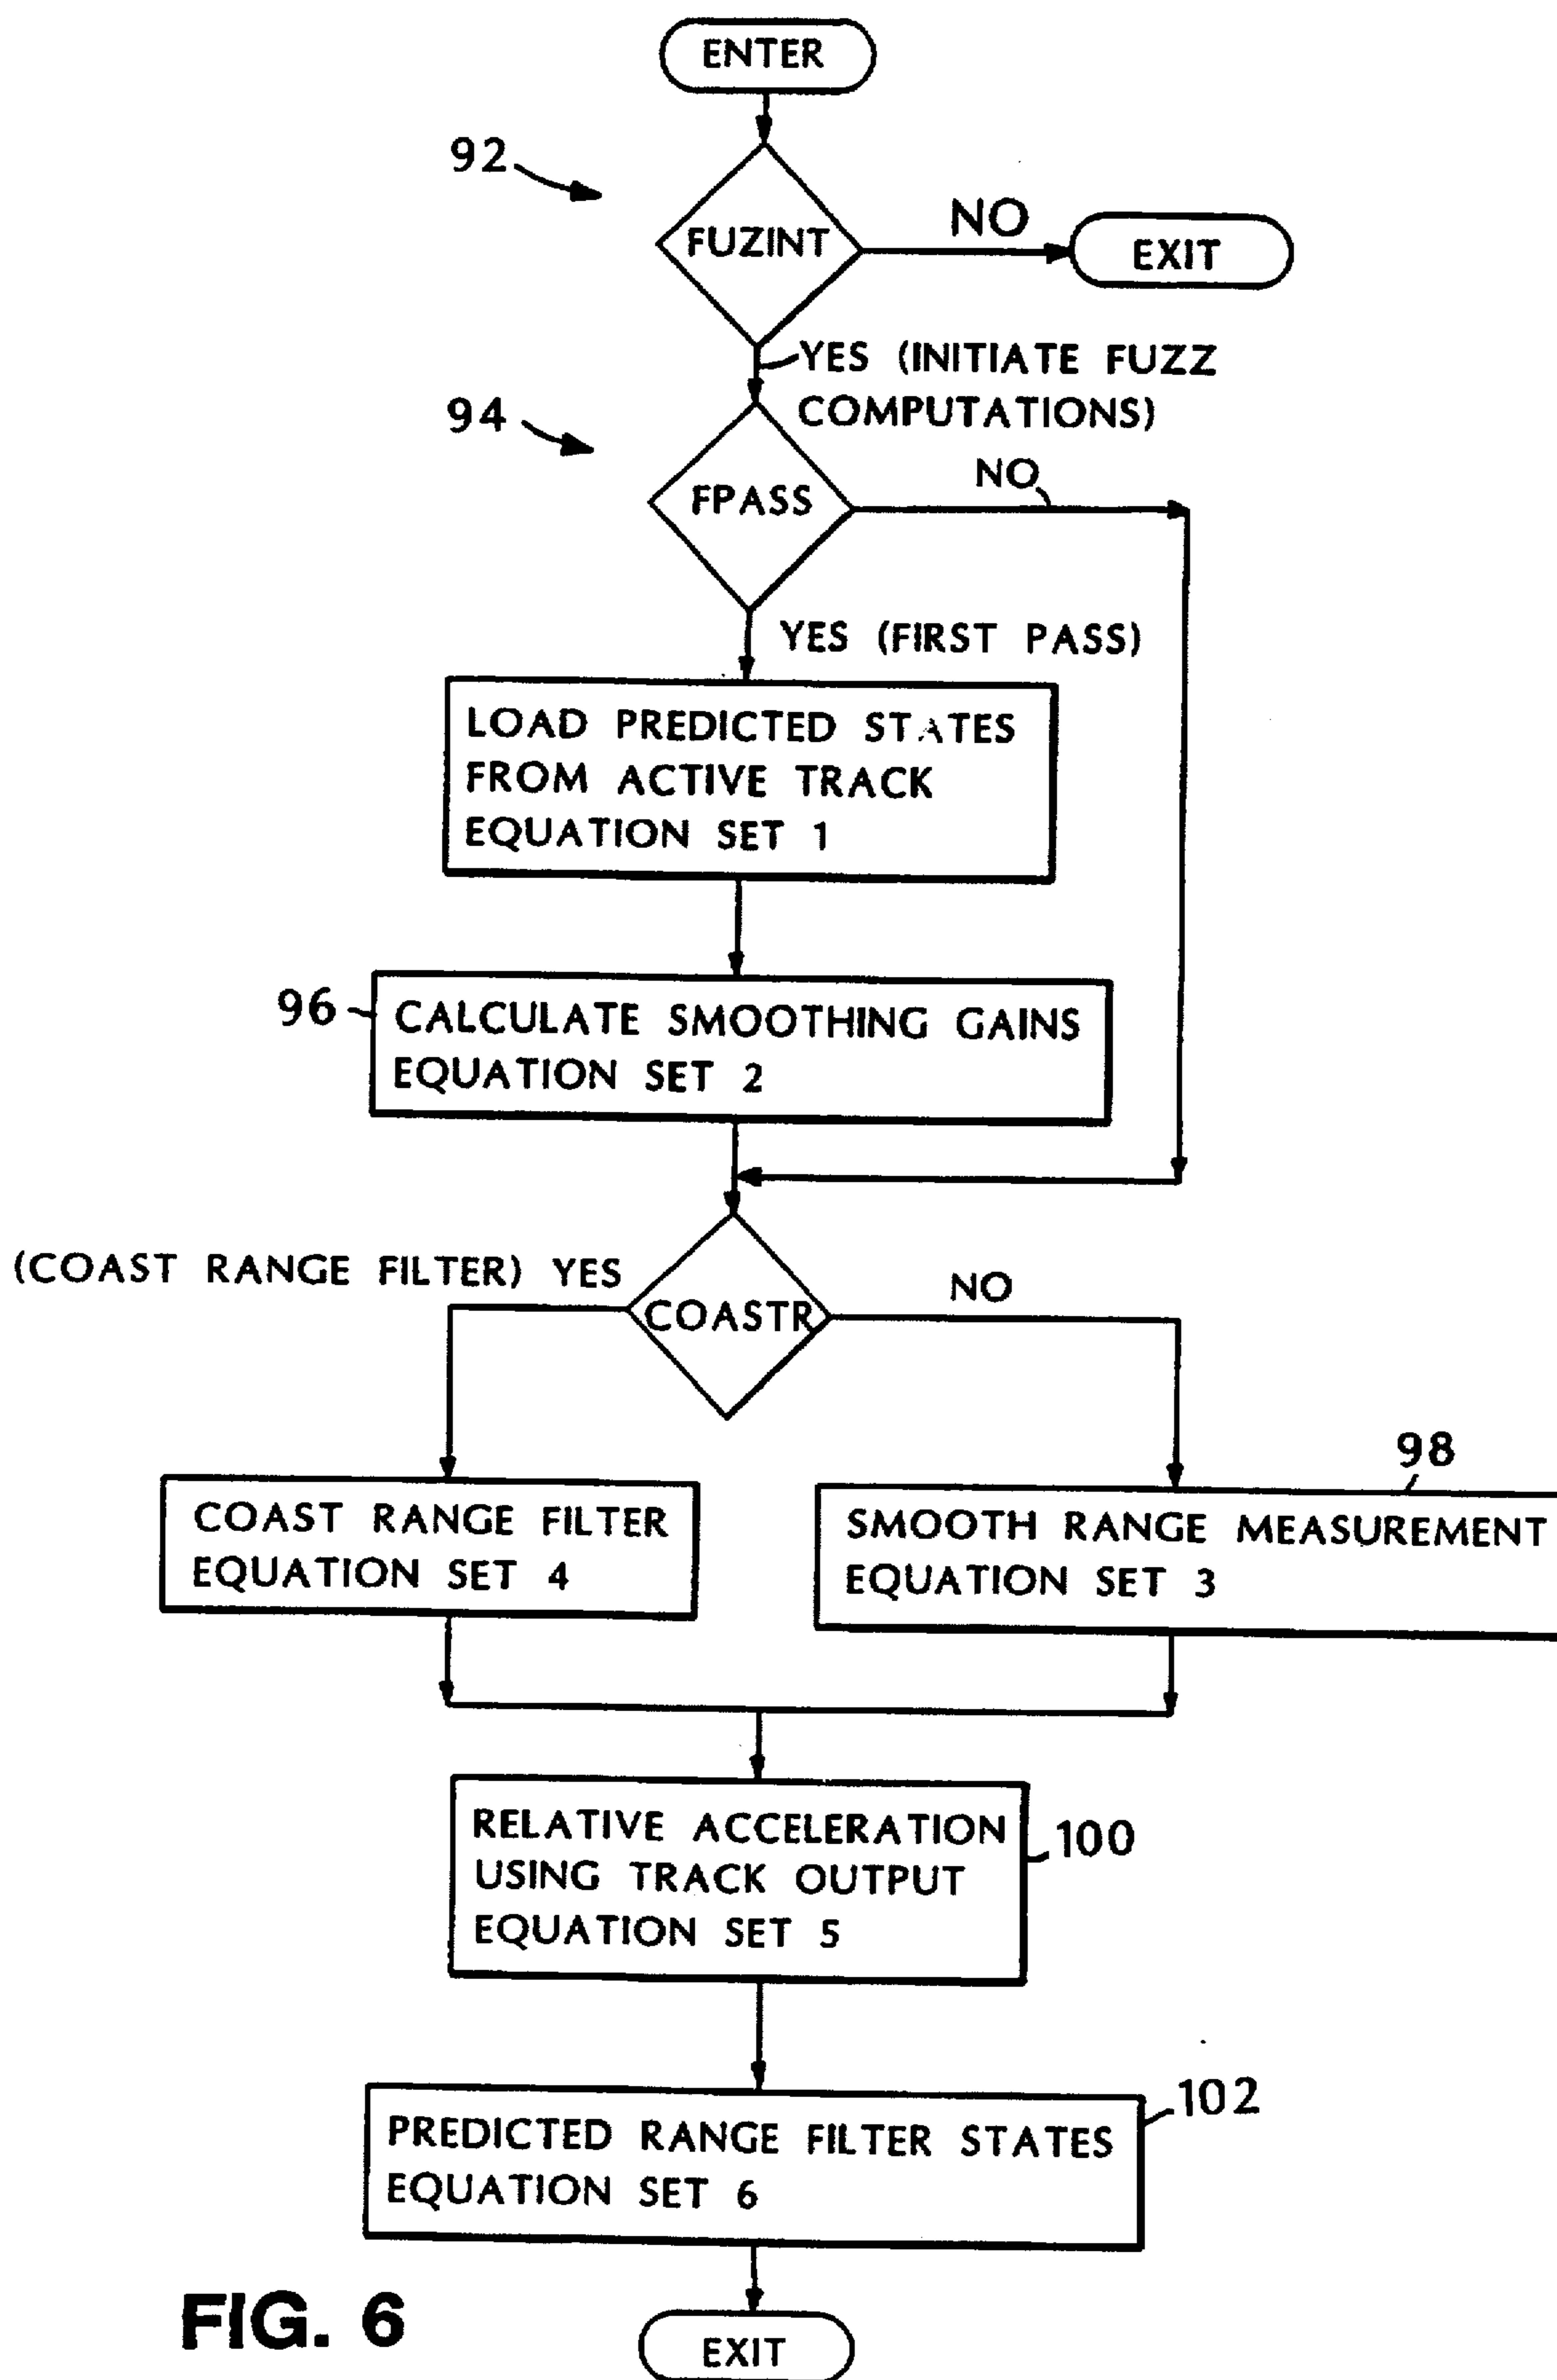 ENTER
92
FUZINT
NO
EXIT
YES (INITIATE FUZZ
COMPUTATIONS)
94
FPASS
NO
YES (FIRST PASS)
LOAD PREDICTED STATES
FROM ACTIVE TRACK
EQUATION SET 1
96
CALCULATE SMOOTHING GAINS
EQUATION SET 2
(COAST RANGE FILTER) YES
COASTR
NO
98
COAST RANGE FILTER
EQUATION SET 4
SMOOTH RANGE MEASUREMENT
EQUATION SET 3
RELATIVE ACCELERATION
USING TRACK OUTPUT
EQUATION SET 5
100
102
PREDICTED RANGE FILTER STATES
EQUATION SET 6
FIG. 6
EXIT